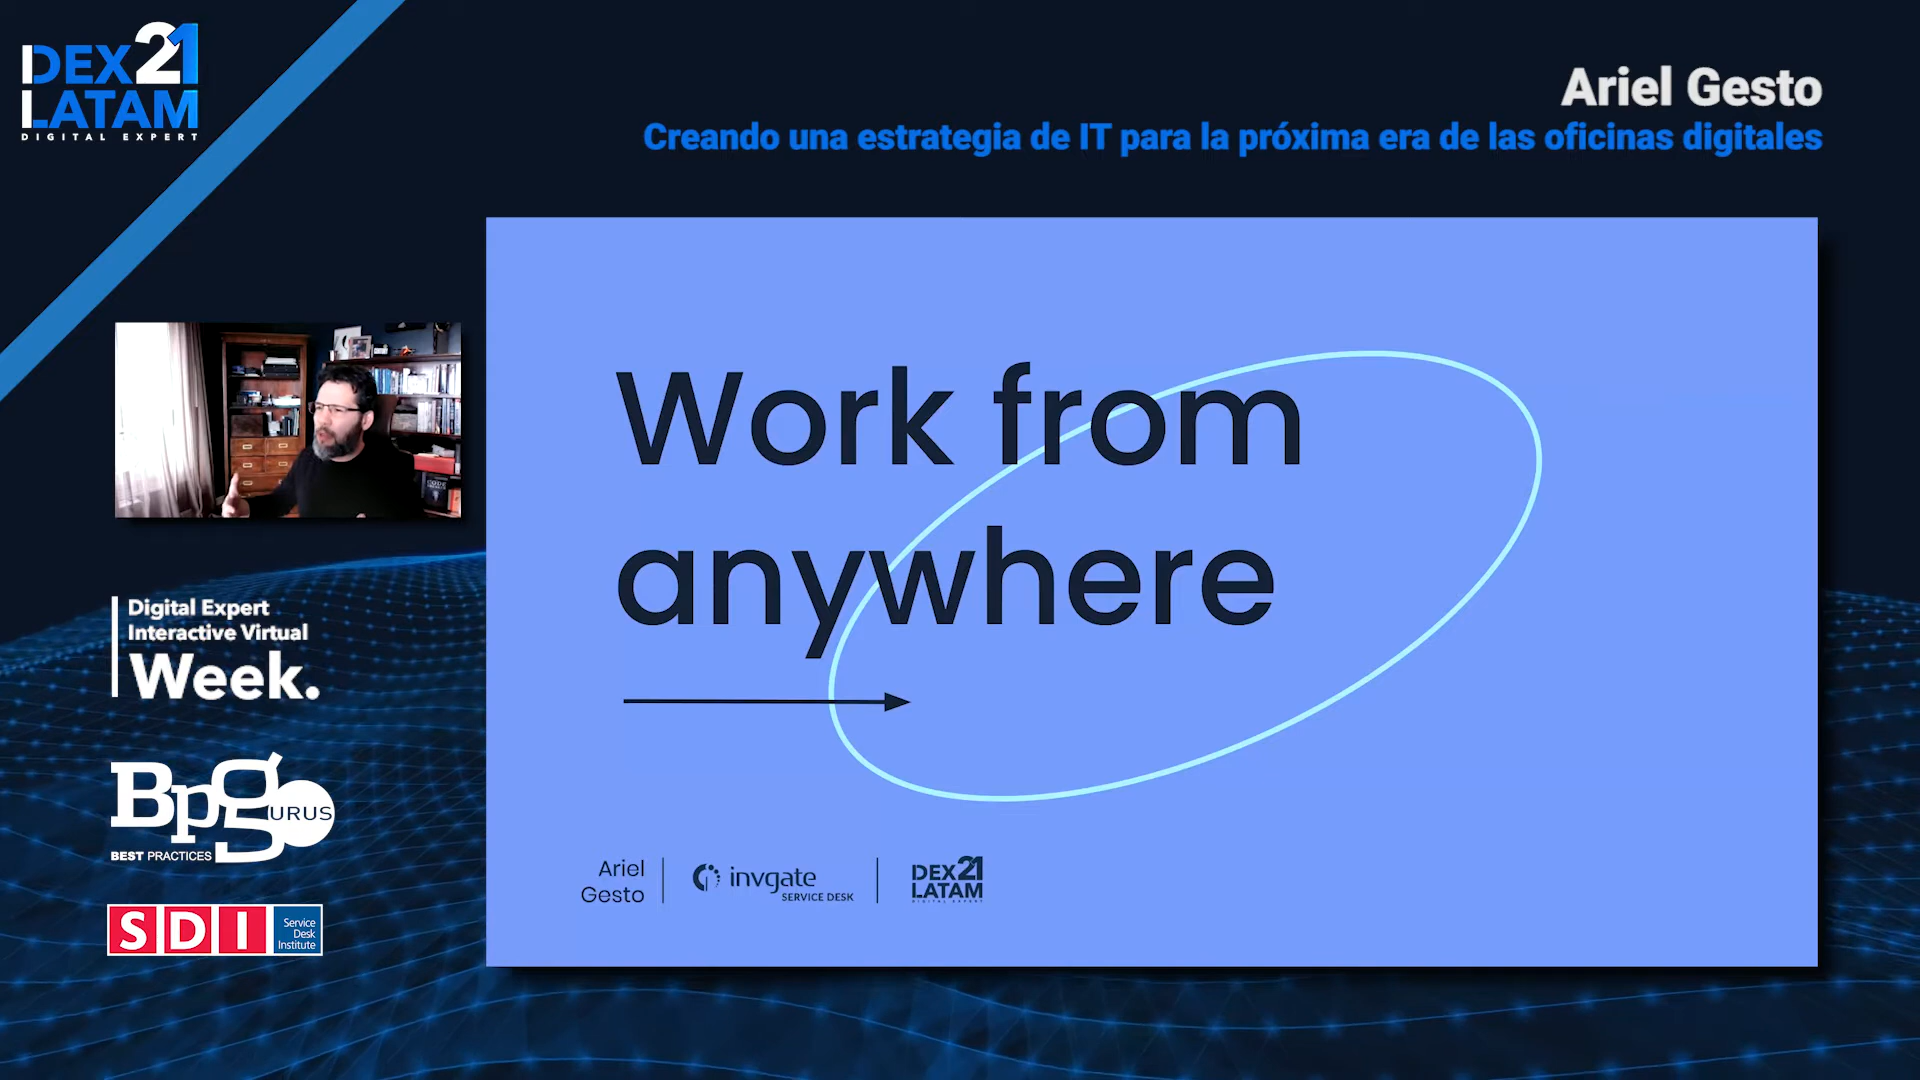 DEX21
LATAM
DIGITAL EXPERT
Ariel Gesto
Creando una estrategia de IT para la próxima era de las oficinas digitales
Work from
anywhere
Digital Expert
Interactive Virtual
Week.
BpgURUS
BEST PRACTICES
SDI
Service
Desk
Institute
Ariel
Gesto
invgate
SERVICE DESK
DEX21
LATAM